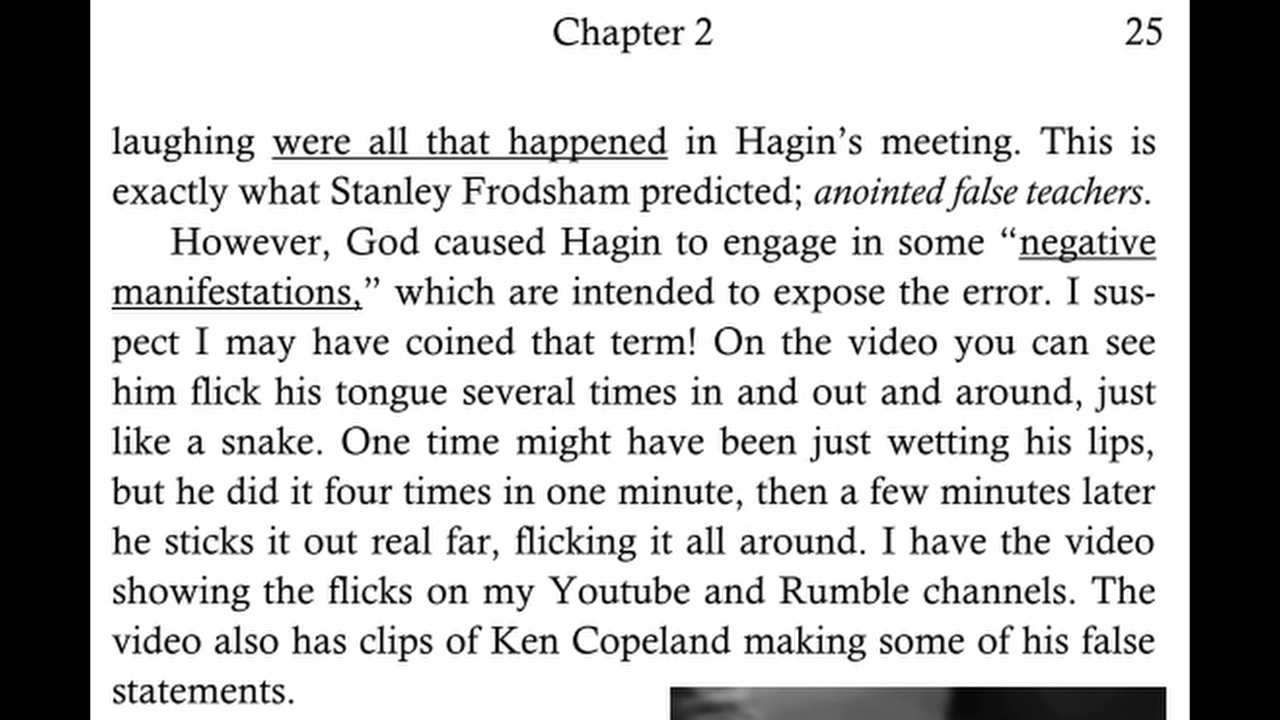 Chapter 2 25
laughing were all that happened in Hagin’s meeting. This is
exactly what Stanley Frodsham predicted; anointed false teachers.
However, God caused Hagin to engage in some “negative
manifestations,” which are intended to expose the error. I sus-
pect I may have coined that term! On the video you can see
him flick his tongue several times in and out and around, just
like a snake. One time might have been just wetting his lips,
but he did it four times in one minute, then a few minutes later
he sticks it out real far, flicking it all around. I have the video
showing the flicks on my Youtube and Rumble channels. The
video also has clips of Ken Copeland making some of his false
statements.